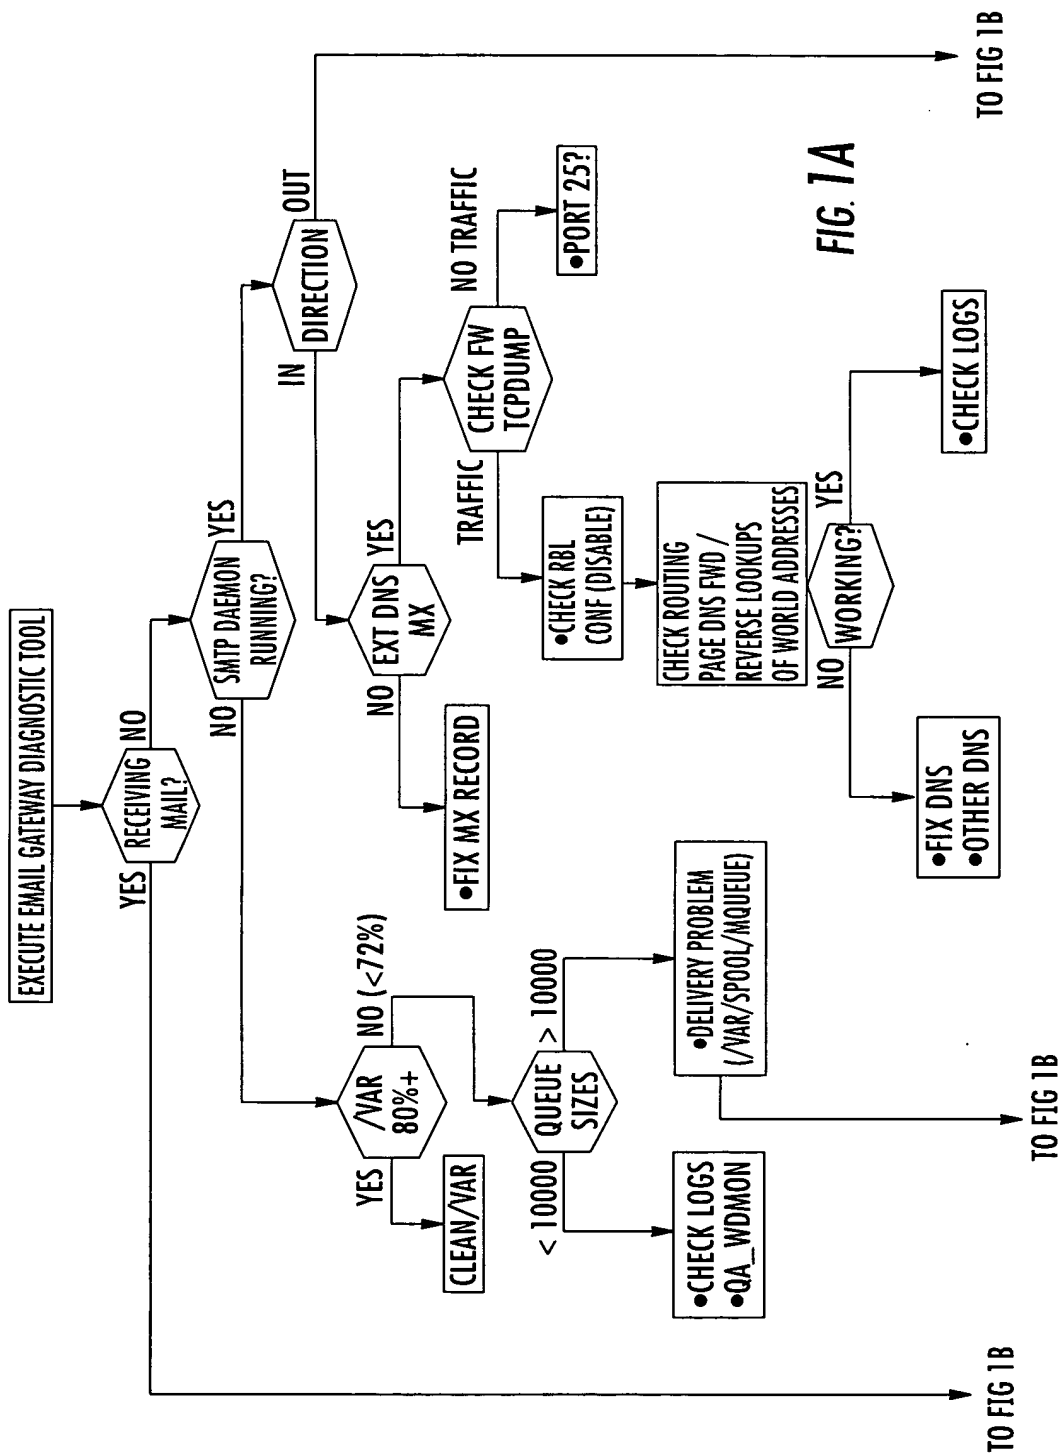 EXECUTE EMAIL GATEWAY DIAGNOSTIC TOOL
RECEIVING
MAIL?
YES
NO
SMTP DAEMON
RUNNING?
NO
YES
DIRECTION
IN
OUT
/VAR
80%+
YES
NO (<72%)
CLEAN/VAR
QUEUE
SIZES
< 10000
> 10000
●CHECK LOGS
●QA_WDMON
●DELIVERY PROBLEM
(/VAR/SPOOL/MQUEUE)
EXT DNS
MX
NO
YES
●FIX MX RECORD
CHECK FW
TCPDUMP
TRAFFIC
NO TRAFFIC
●PORT 25?
●CHECK RBL
CONF (DISABLE)
CHECK ROUTING
PAGE DNS FWD /
REVERSE LOOKUPS
OF WORLD ADDRESSES
WORKING?
NO
YES
●FIX DNS
●OTHER DNS
●CHECK LOGS
TO FIG 1B
TO FIG 1B
TO FIG 1B
FIG. 1A